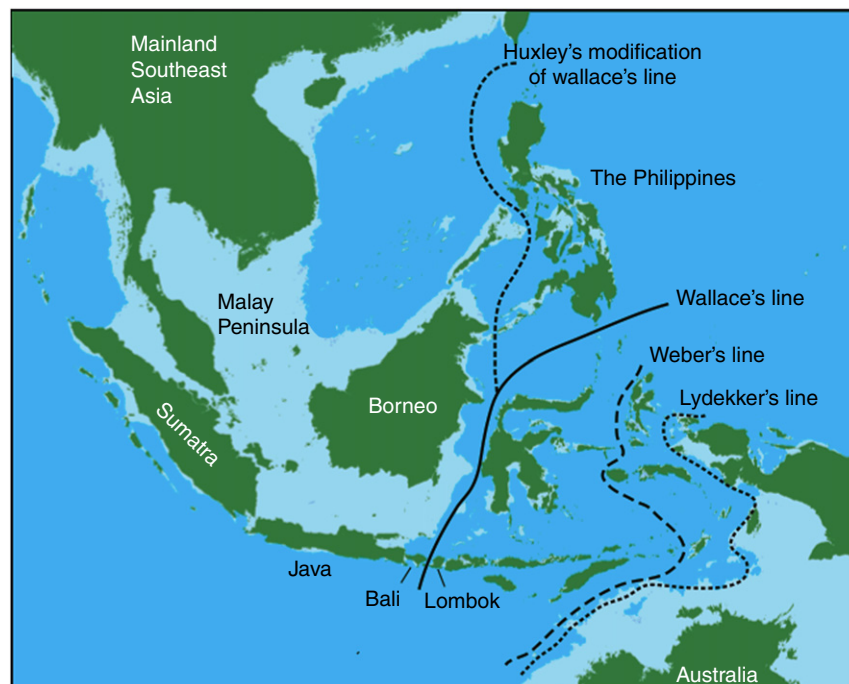 Mainland
Southeast
Asia
Huxley's modification
of wallace's line
The Philippines
Malay
Peninsula
Wallace's line
Weber's line
Lydekker's line
Borneo
Sumatra
Java
Bali
Lombok
Australia